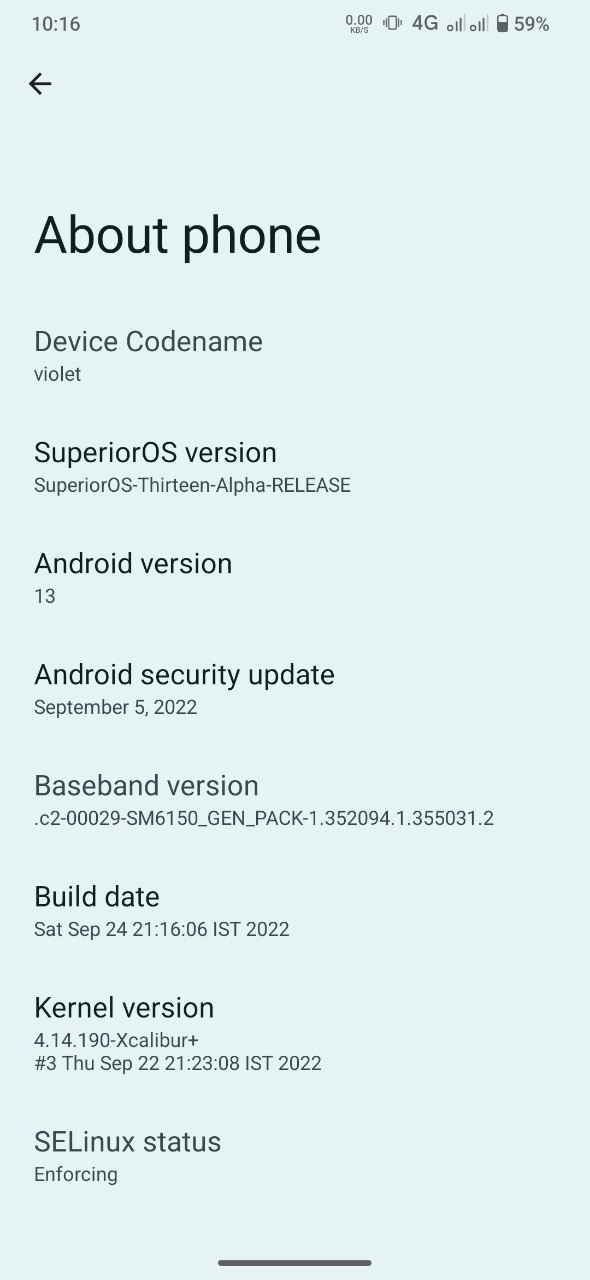 10:16
0.00
KB/S
4G
59%
About phone
Device Codename
violet
SuperiorOS version
SuperiorOS-Thirteen-Alpha-RELEASE
Android version
13
Android security update
September 5, 2022
Baseband version
.c2-00029-SM6150_GEN_PACK-1.352094.1.355031.2
Build date
Sat Sep 24 21:16:06 IST 2022
Kernel version
4.14.190-Xcalibur+
#3 Thu Sep 22 21:23:08 IST 2022
SELinux status
Enforcing